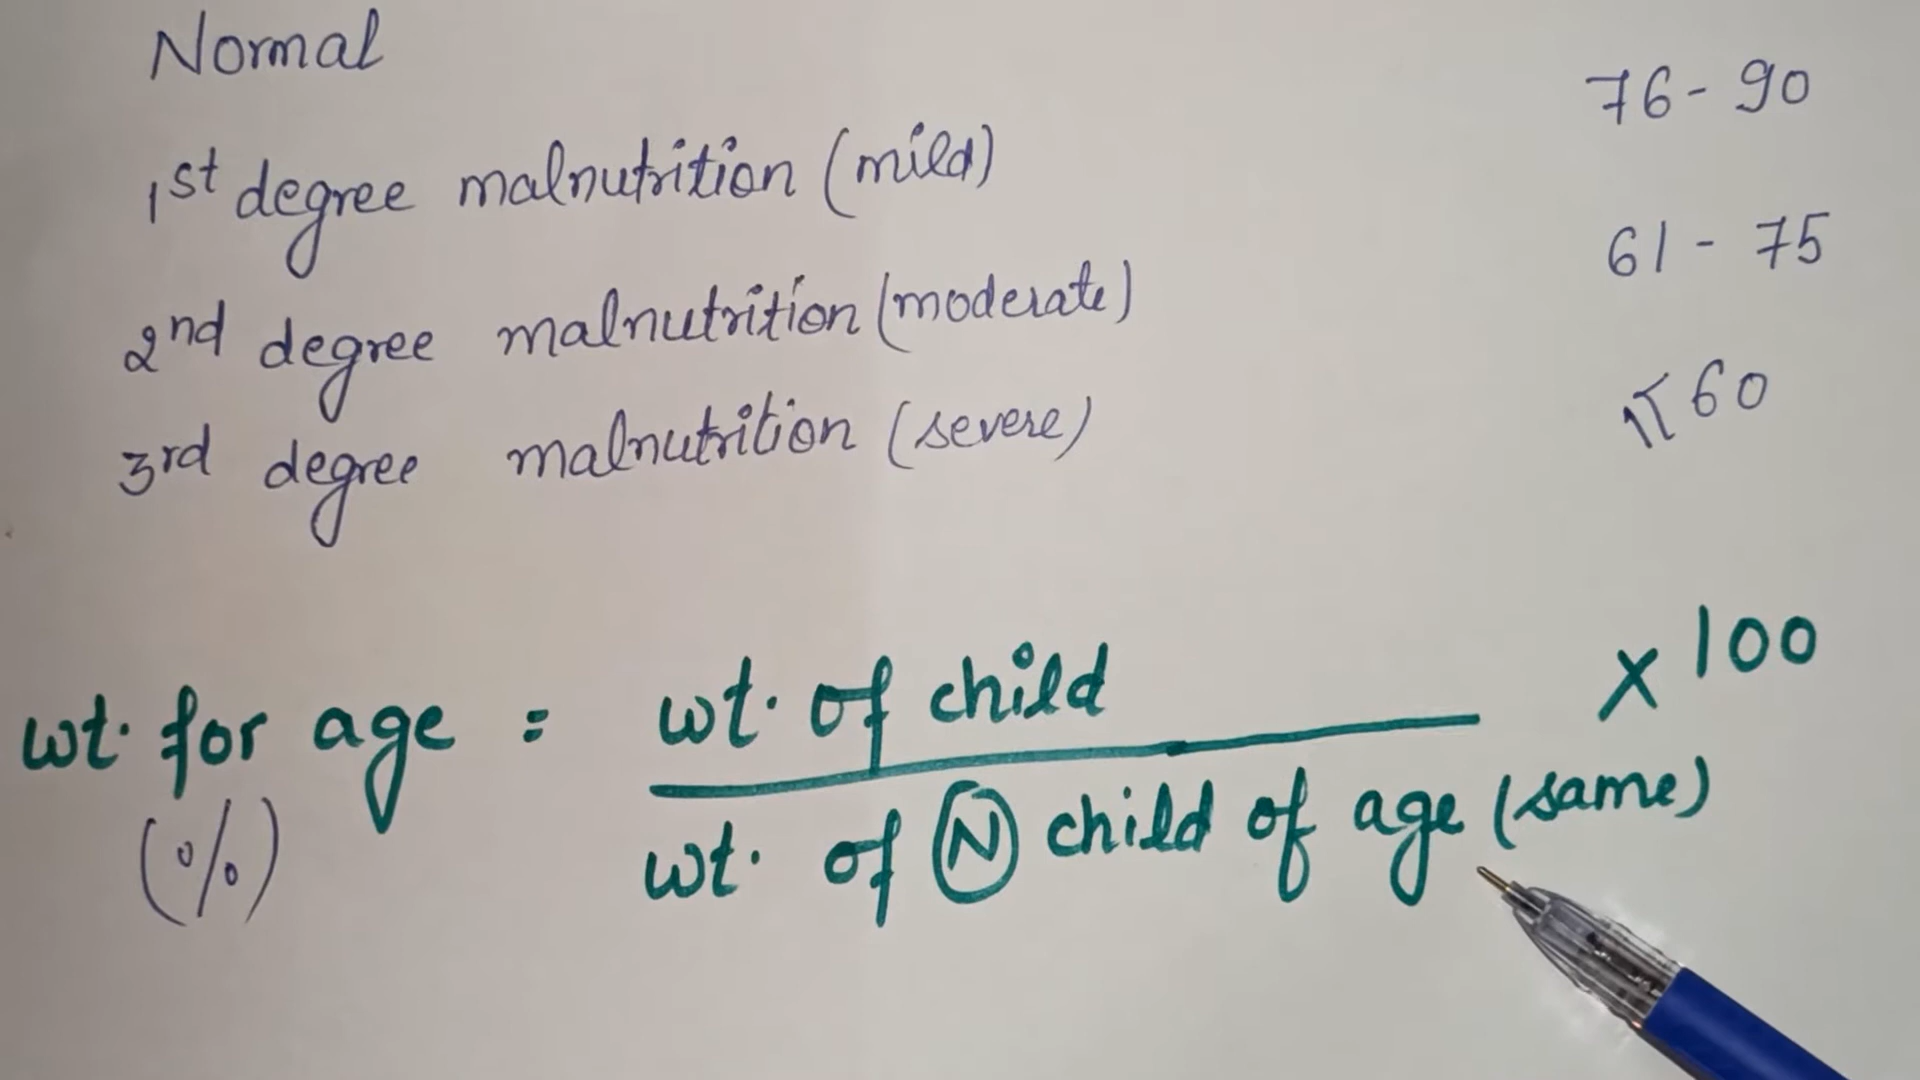 Normal
1st degree malnutrition (mild) 76-90
2nd degree malnutrition (moderate) 61-75
3rd degree malnutrition (severe) ≤ 60
wt. for age = wt. of child × 100
(%) wt. of Ⓝ child of age (same)